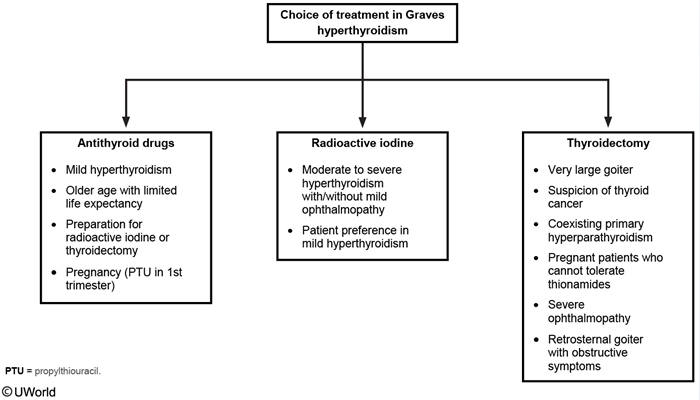 Choice of treatment in Graves
hyperthyroidism
Antithyroid drugs
• Mild hyperthyroidism
• Older age with limited
life expectancy
• Preparation for
radioactive iodine or
thyroidectomy
• Pregnancy (PTU in 1st
trimester)
Radioactive iodine
• Moderate to severe
hyperthyroidism
with/without mild
ophthalmopathy
• Patient preference in
mild hyperthyroidism
Thyroidectomy
• Very large goiter
• Suspicion of thyroid
cancer
• Coexisting primary
hyperparathyroidism
• Pregnant patients who
cannot tolerate
thionamides
• Severe
ophthalmopathy
• Retrosternal goiter
with obstructive
symptoms
PTU = propylthiouracil.
©UWorld